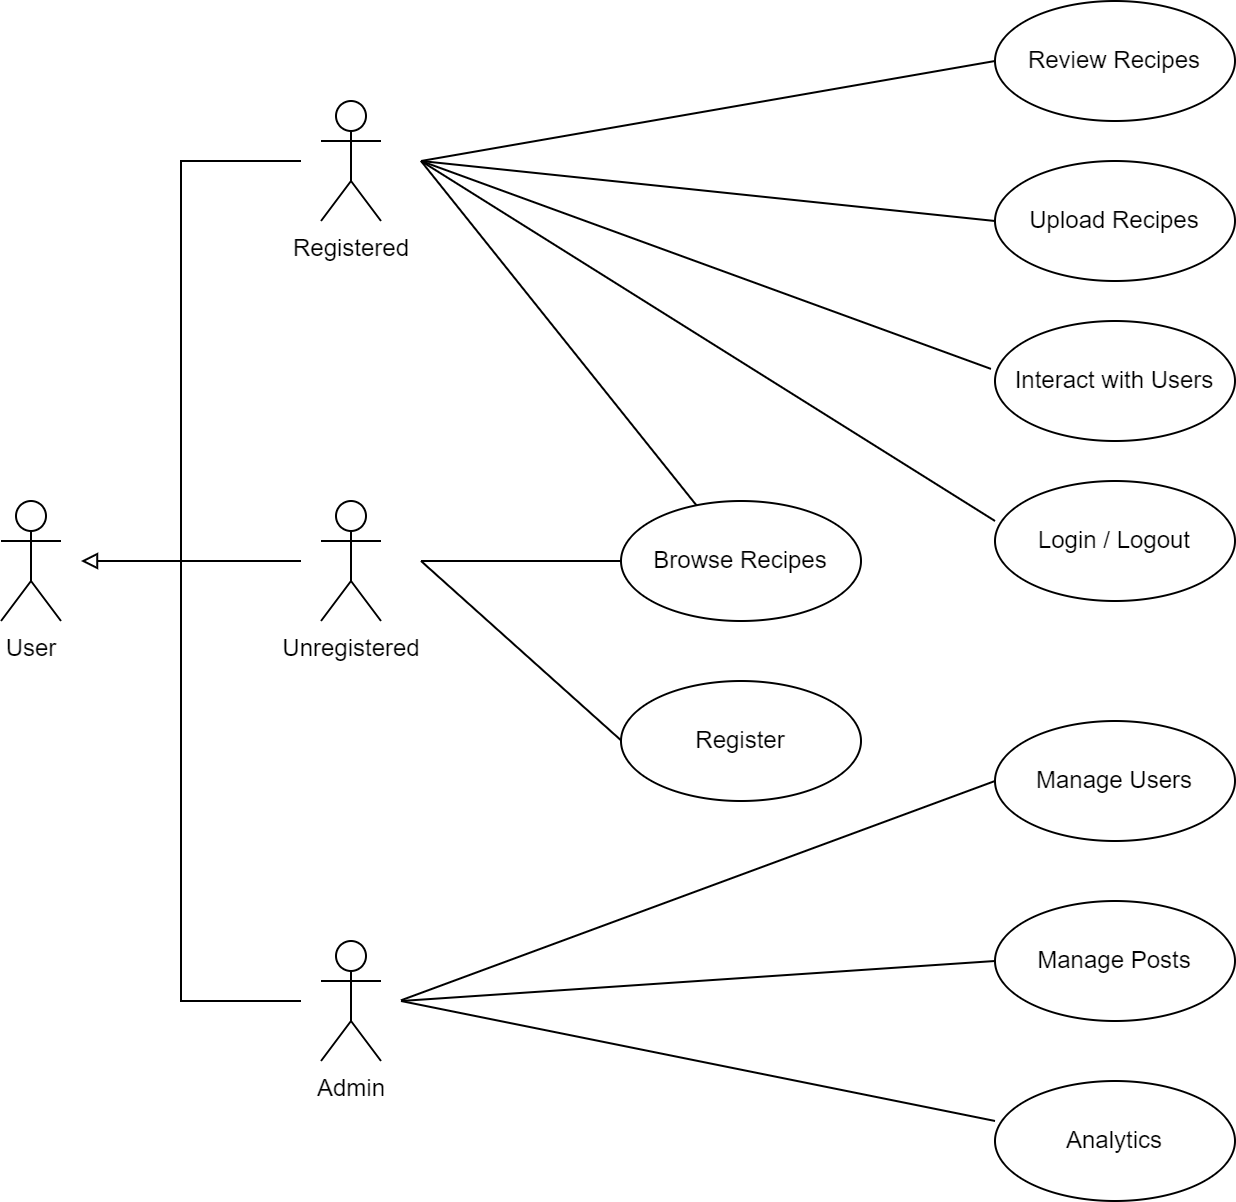 Review Recipes
Upload Recipes
Registered
Interact with Users
Login / Logout
Browse Recipes
User
Unregistered
Register
Manage Users
Manage Posts
Admin
Analytics